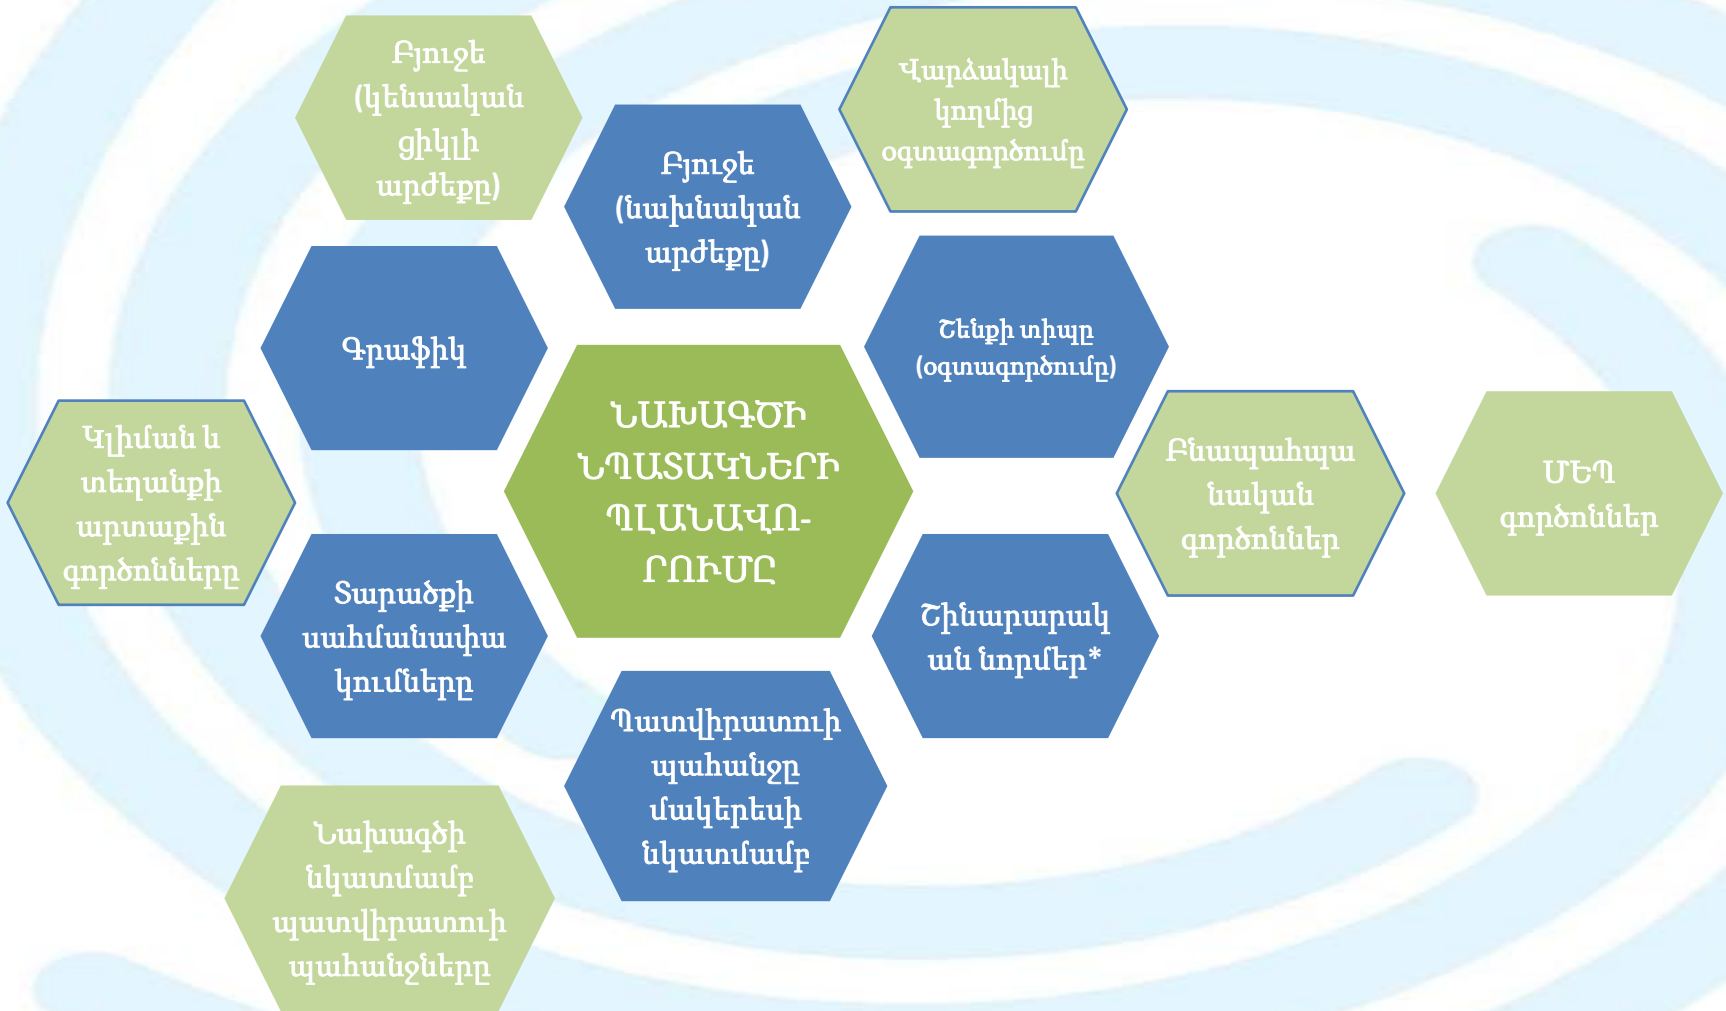 Բյուջե
(կենսական
ցիկլի
արժեքը)
Բյուջե
(նախնական
արժեքը)
Վարձակալի
կողմից
օգտագործումը
Գրաֆիկ
Շենքի տիպը
(օգտագործումը)
ՆԱԽԱԳԾԻ
ՆՊԱՏԱԿՆԵՐԻ
ՊԼԱՆԱՎՈ-
ՐՈՒՄԸ
Կլիման և
տեղանքի
արտաքին
գործոնները
Բնապահպա
նական
գործոններ
ՄԵՊ
գործոններ
Տարածքի
սահմանափա
կումները
Շինարարակ
ան նորմեր*
Պատվիրատուի
պահանջը
մակերեսի
նկատմամբ
Նախագծի
նկատմամբ
պատվիրատուի
պահանջները